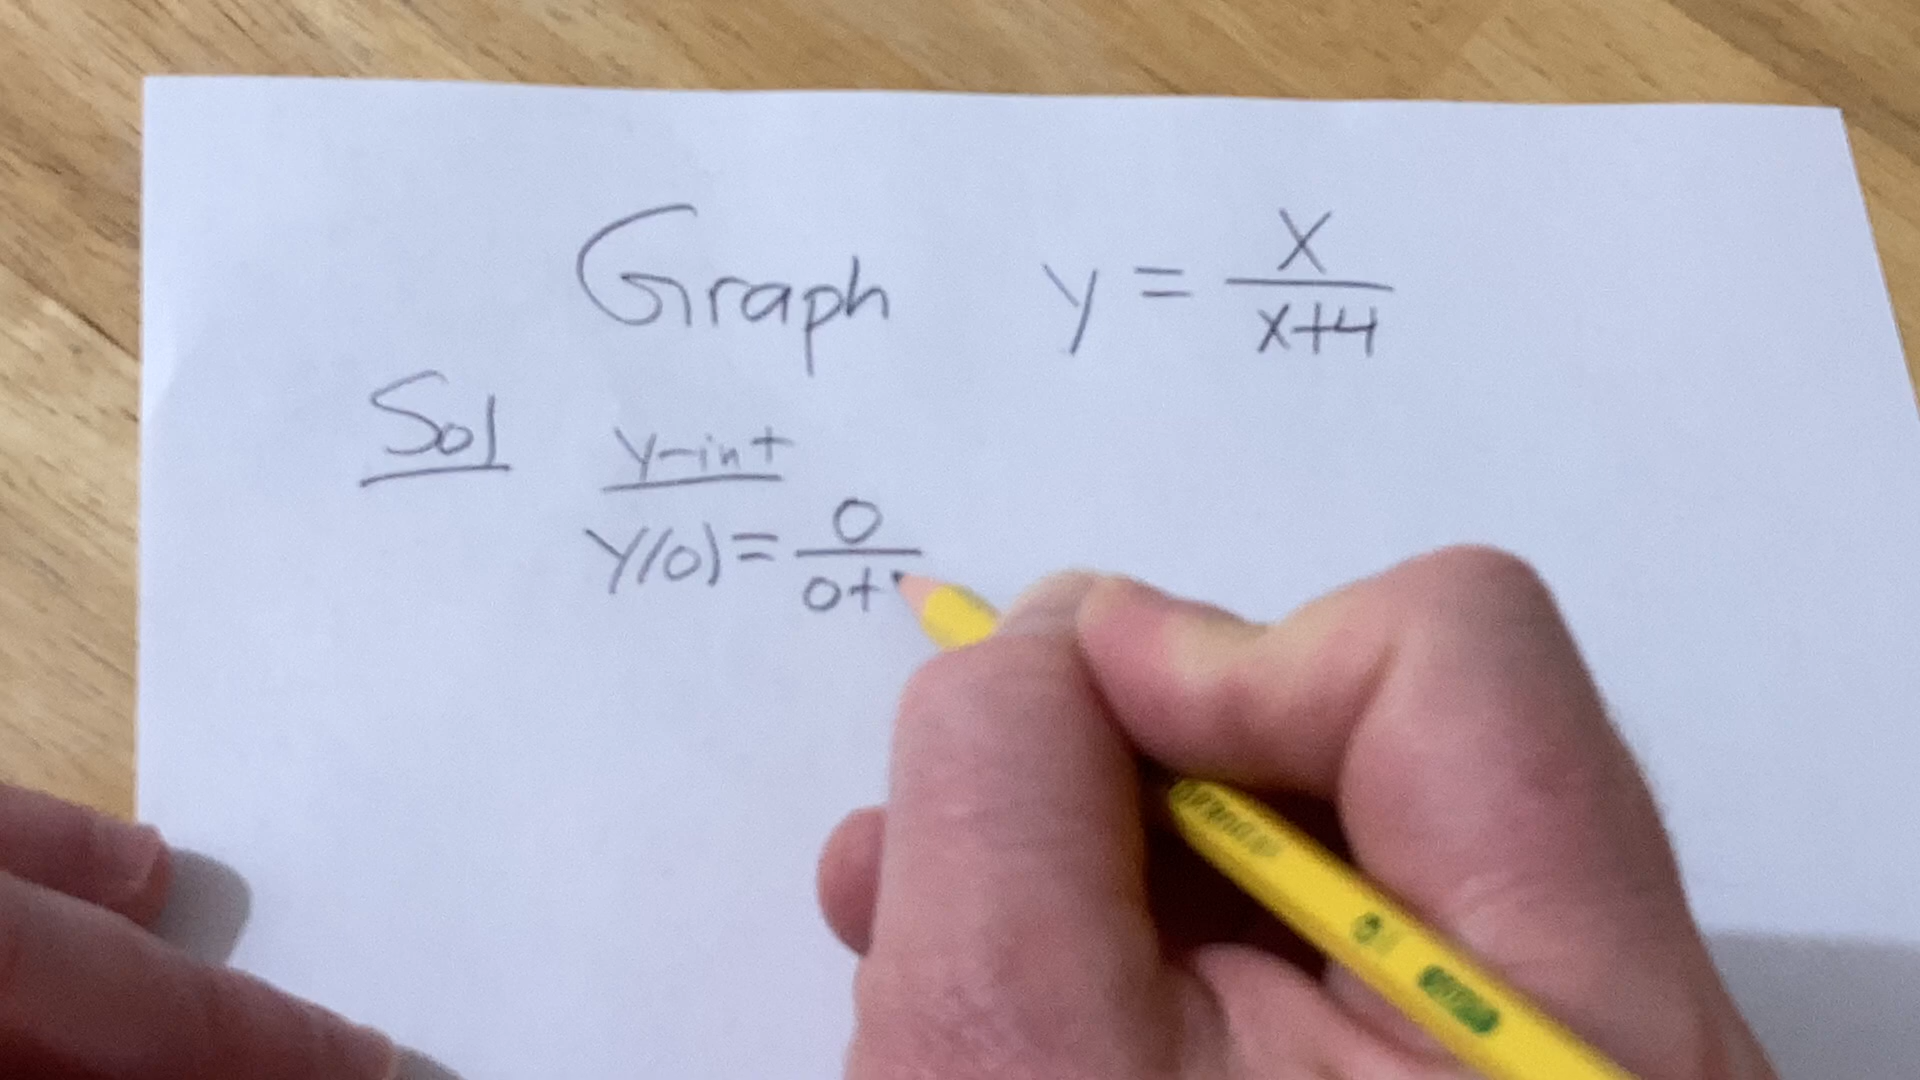 Graph y = x/(x+4)
Sol y-int
y(0) = 0/(0+